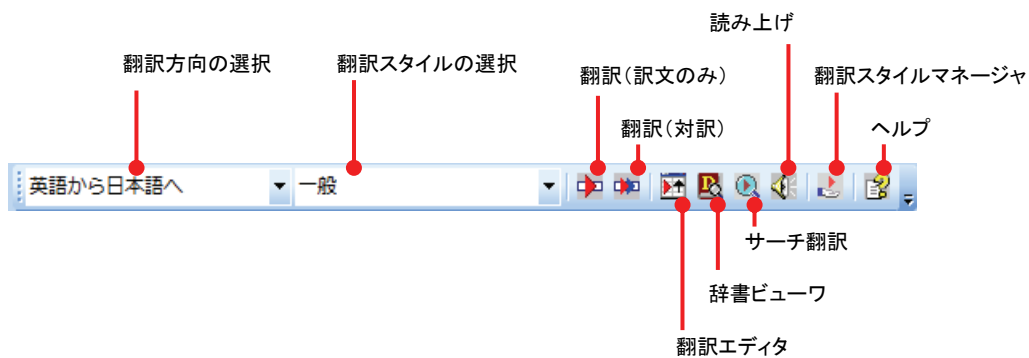 読み上げ
翻訳方向の選択
翻訳スタイルの選択
翻訳（訳文のみ）
翻訳スタイルマネージャ
翻訳（対訳）
ヘルプ
英語から日本語へ
一般
サーチ翻訳
辞書ビューワ
翻訳エディタ